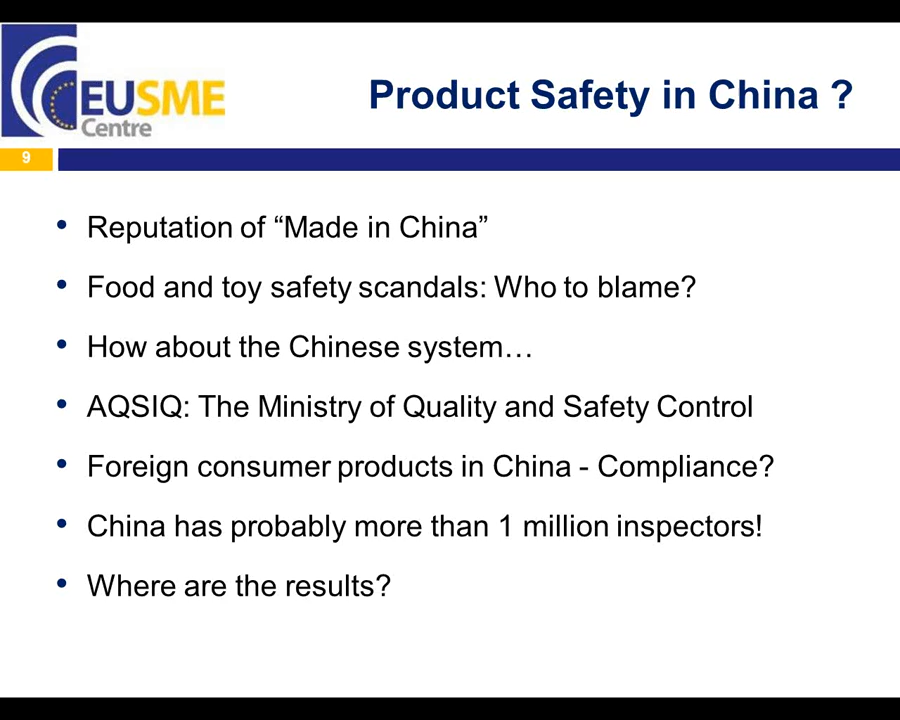 EUSME
Centre
Product Safety in China ?
9
• Reputation of “Made in China”
• Food and toy safety scandals: Who to blame?
• How about the Chinese system…
• AQSIQ: The Ministry of Quality and Safety Control
• Foreign consumer products in China - Compliance?
• China has probably more than 1 million inspectors!
• Where are the results?